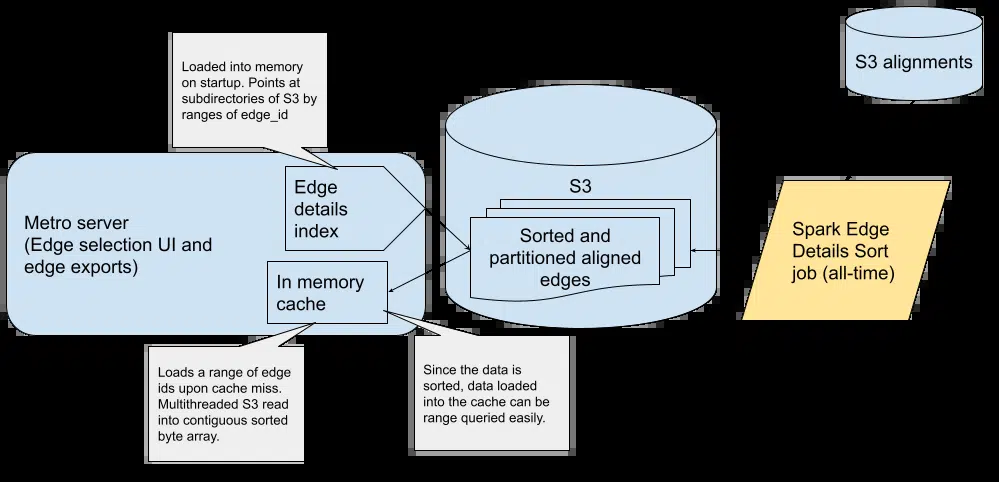 S3 alignments
Loaded into memory
on startup. Points at
subdirectories of S3 by
ranges of edge_id
Metro server
(Edge selection UI and
edge exports)
Edge
details
index
In memory
cache
S3
Sorted and
partitioned aligned
edges
Spark Edge
Details Sort
job (all-time)
Loads a range of edge
ids upon cache miss.
Multithreaded S3 read
into contiguous sorted
byte array.
Since the data is
sorted, data loaded
into the cache can be
range queried easily.